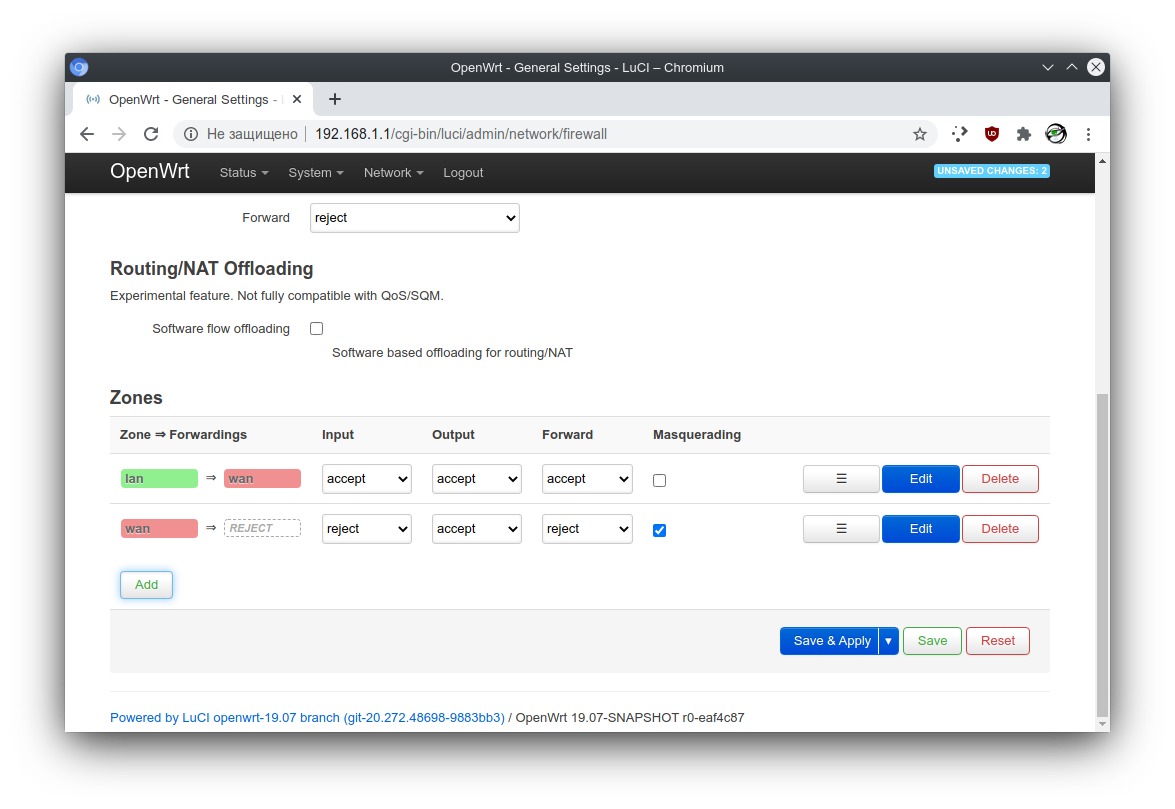 OpenWrt - General Settings - LuCI – Chromium
OpenWrt - General Settings -
Не защищено 192.168.1.1/cgi-bin/luci/admin/network/firewall
OpenWrt Status System Network Logout UNSAVED CHANGES: 2
Forward reject
Routing/NAT Offloading
Experimental feature. Not fully compatible with QoS/SQM.
Software flow offloading
Software based offloading for routing/NAT
Zones
Zone ⇒ Forwardings Input Output Forward Masquerading
lan ⇒ wan accept accept accept ☰ Edit Delete
wan ⇒ REJECT reject accept reject ☰ Edit Delete
Add
Save & Apply ▾ Save Reset
Powered by LuCI openwrt-19.07 branch (git-20.272.48698-9883bb3) / OpenWrt 19.07-SNAPSHOT r0-eaf4c87